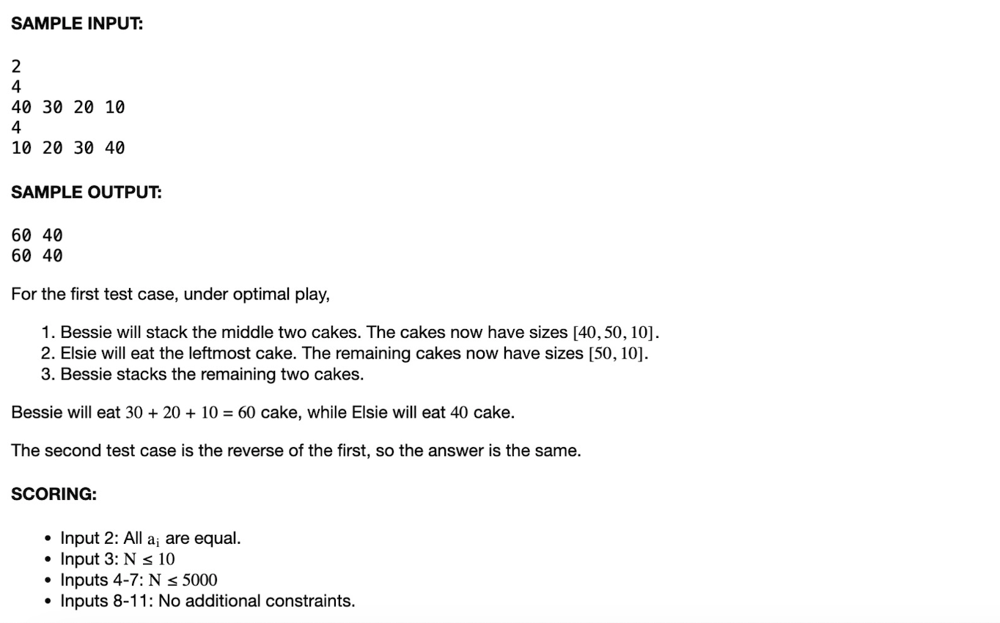 SAMPLE INPUT:
2
4
40 30 20 10
4
10 20 30 40
SAMPLE OUTPUT:
60 40
60 40
For the first test case, under optimal play,
1. Bessie will stack the middle two cakes. The cakes now have sizes [40, 50, 10].
2. Elsie will eat the leftmost cake. The remaining cakes now have sizes [50, 10].
3. Bessie stacks the remaining two cakes.
Bessie will eat 30 + 20 + 10 = 60 cake, while Elsie will eat 40 cake.
The second test case is the reverse of the first, so the answer is the same.
SCORING:
• Input 2: All aᵢ are equal.
• Input 3: N ≤ 10
• Inputs 4-7: N ≤ 5000
• Inputs 8-11: No additional constraints.